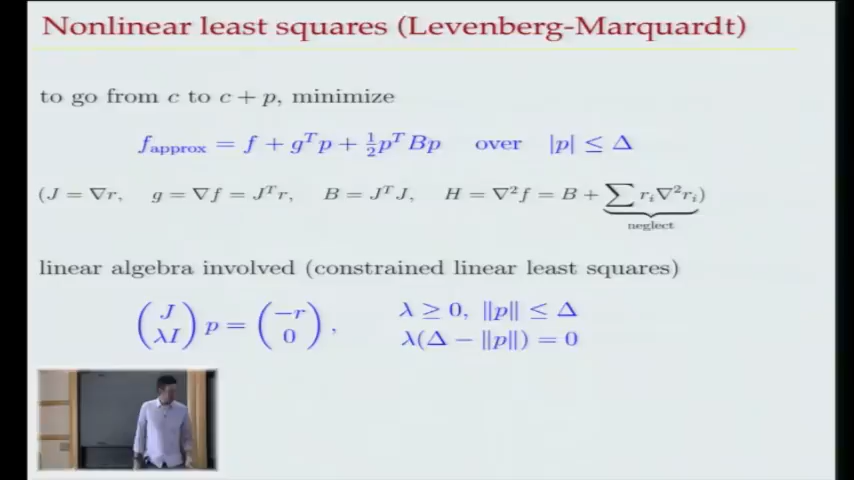 Nonlinear least squares (Levenberg-Marquardt)
to go from c to c + p, minimize
f_approx = f + g^T p + ½ p^T B p over |p| ≤ Δ
(J = ∇r, g = ∇f = J^T r, B = J^T J, H = ∇²f = B + ∑ r_i ∇² r_i)
neglect
linear algebra involved (constrained linear least squares)
(J λI) p = (−r 0), λ ≥ 0, ‖p‖ ≤ Δ
λ(Δ − ‖p‖) = 0